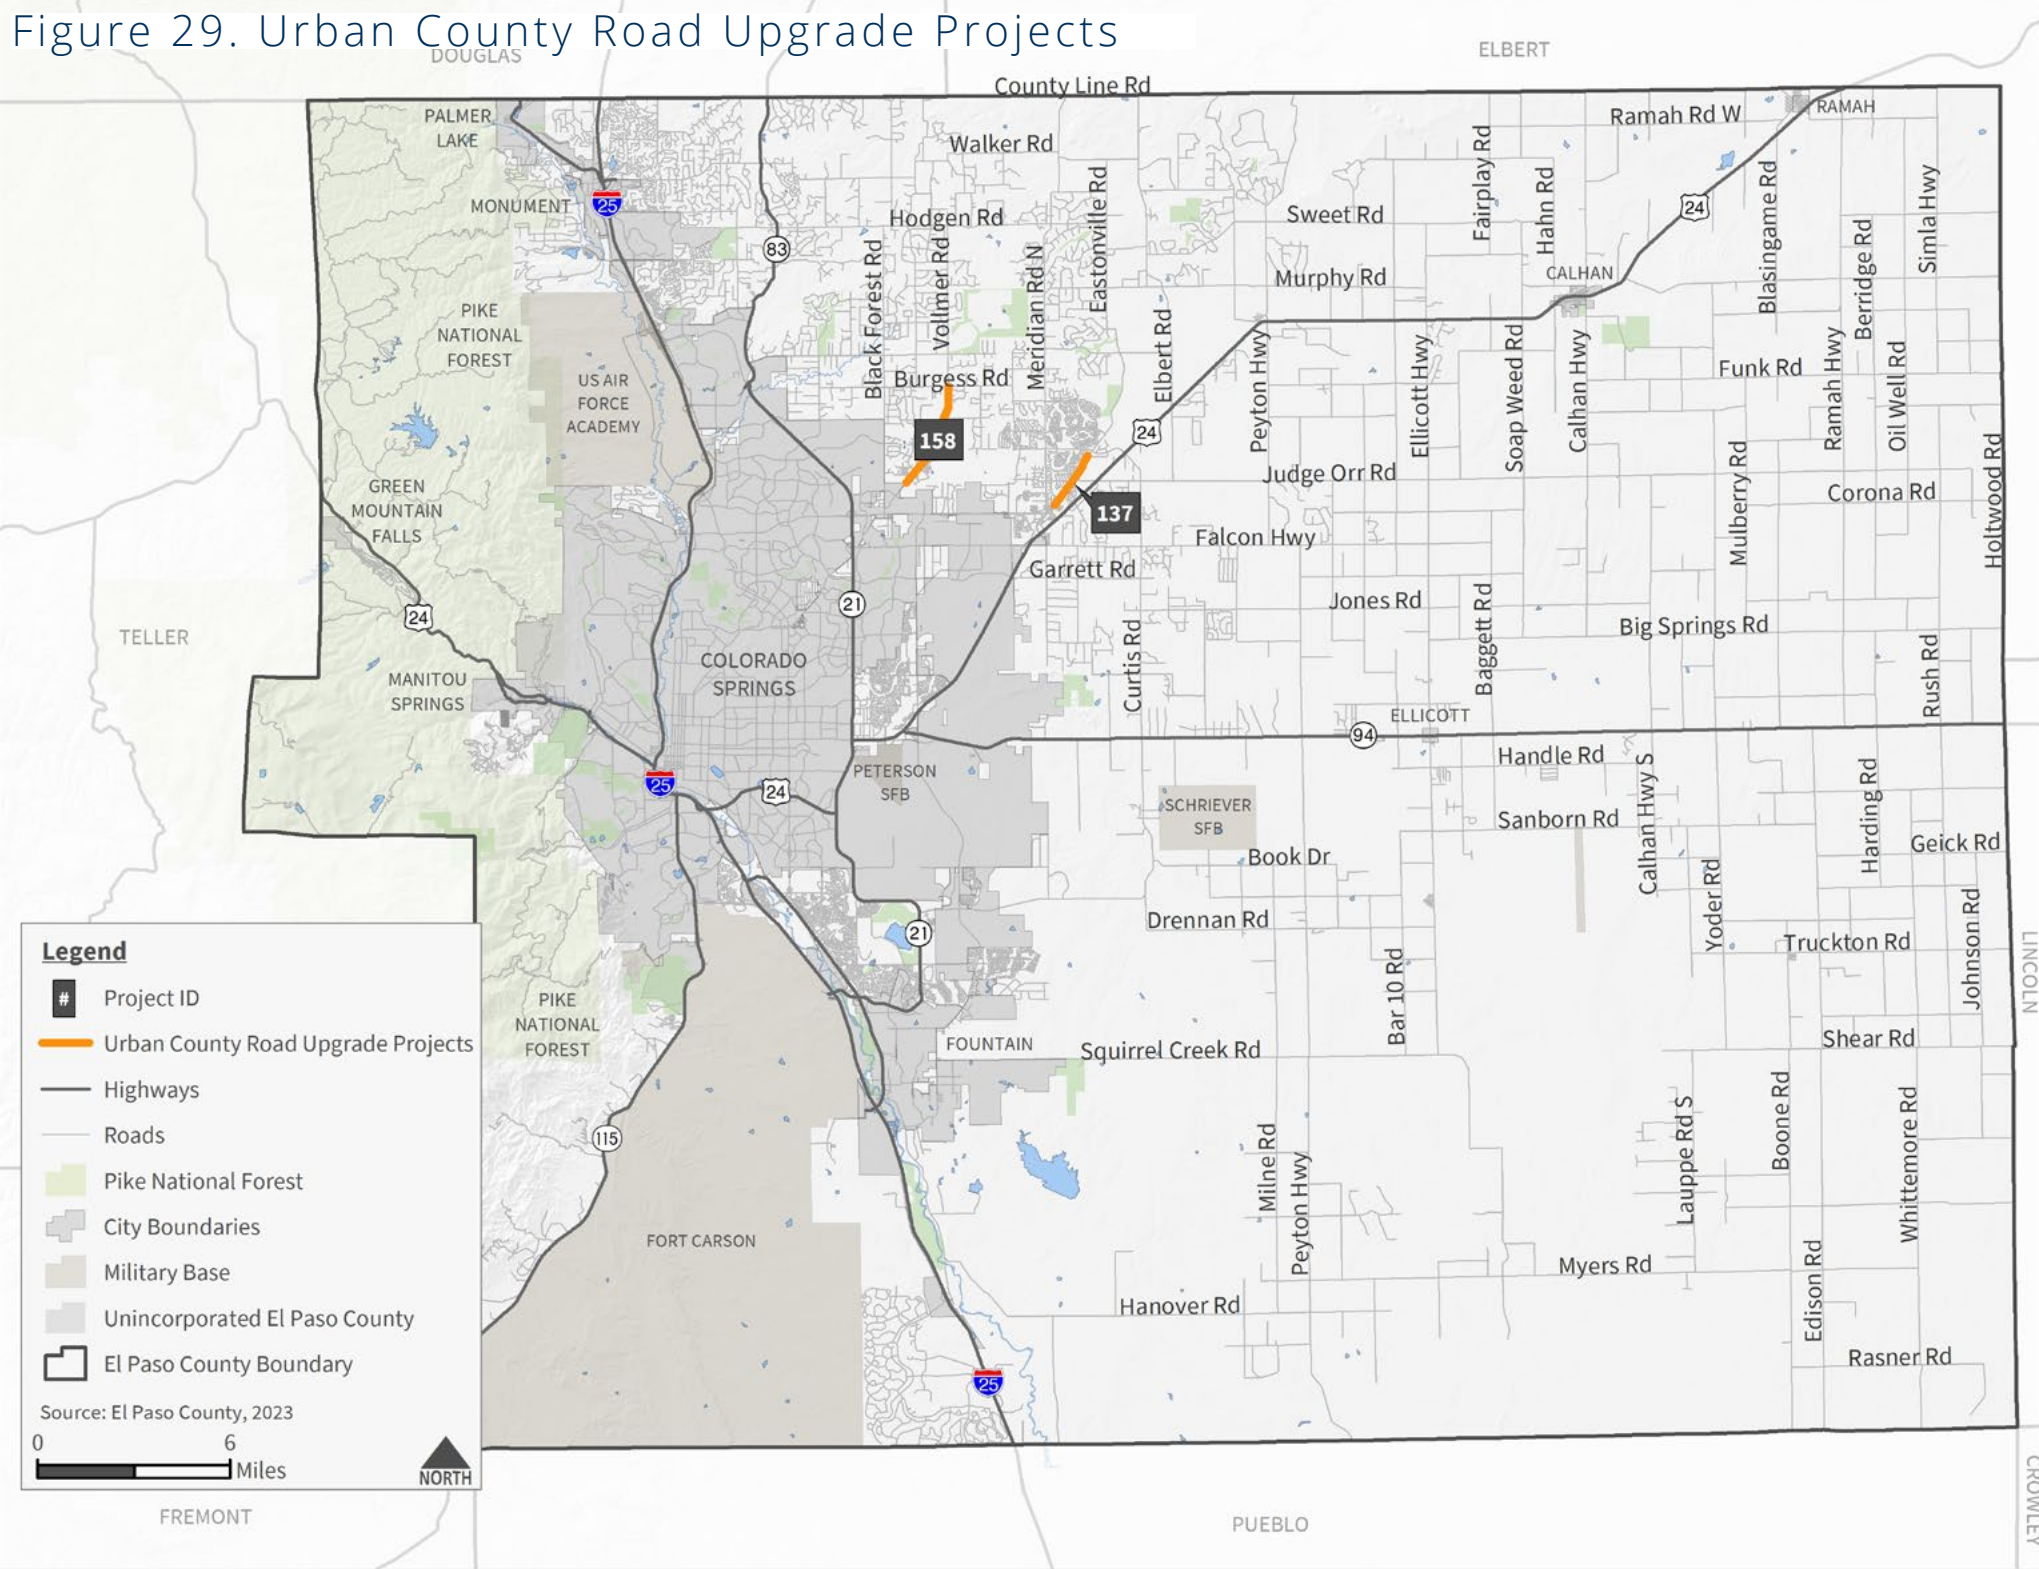 Figure 29. Urban County Road Upgrade Projects
DOUGLAS
ELBERT
County Line Rd
PALMER
LAKE
Walker Rd
Ramah Rd W
RAMAH
MONUMENT
25
83
Hodgen Rd
Sweet Rd
24
Black Forest Rd
Vollmer Rd
Meridian Rd N
Eastonville Rd
Elbert Rd
Fairplay Rd
Hahn Rd
Blasingame Rd
Berridge Rd
Simla Hwy
Murphy Rd
CALHAN
PIKE
NATIONAL
FOREST
US AIR
FORCE
ACADEMY
Burgess Rd
Funk Rd
Peyton Hwy
Ellicott Hwy
Soap Weed Rd
Calhan Hwy
Ramah Hwy
Oil Well Rd
Holtwood Rd
158
24
Judge Orr Rd
Mulberry Rd
Corona Rd
137
GREEN
MOUNTAIN
FALLS
Falcon Hwy
Garrett Rd
24
21
Jones Rd
Baggett Rd
Big Springs Rd
TELLER
COLORADO
SPRINGS
Curtis Rd
Rush Rd
MANITOU
SPRINGS
ELLICOTT
94
Handle Rd
25
24
PETERSON
SFB
SCHRIEVER
SFB
Calhan Hwy S
Harding Rd
Sanborn Rd
Geick Rd
Book Dr
Yoder Rd
Johnson Rd
Drennan Rd
21
Truckton Rd
LINCOLN
Bar 10 Rd
PIKE
NATIONAL
FOREST
FOUNTAIN
Squirrel Creek Rd
Shear Rd
115
Milne Rd
Peyton Hwy
Lauppe Rd S
Boone Rd
Whittemore Rd
FORT CARSON
Myers Rd
Edison Rd
Hanover Rd
Rasner Rd
25
Legend
# Project ID
Urban County Road Upgrade Projects
Highways
Roads
Pike National Forest
City Boundaries
Military Base
Unincorporated El Paso County
El Paso County Boundary
Source: El Paso County, 2023
0 6
Miles
NORTH
FREMONT
PUEBLO
CROWLEY